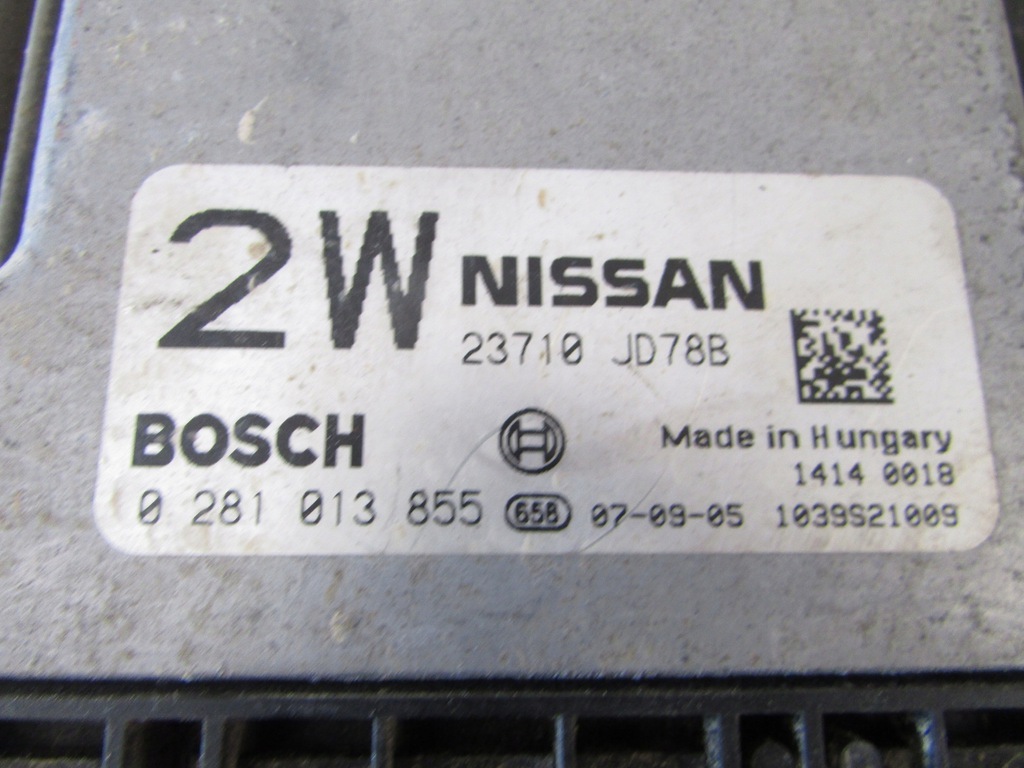 2W NISSAN
23710 JD78B
BOSCH
Made in Hungary
1414 0018
0 281 013 855 658 07-09-05 1039S21009